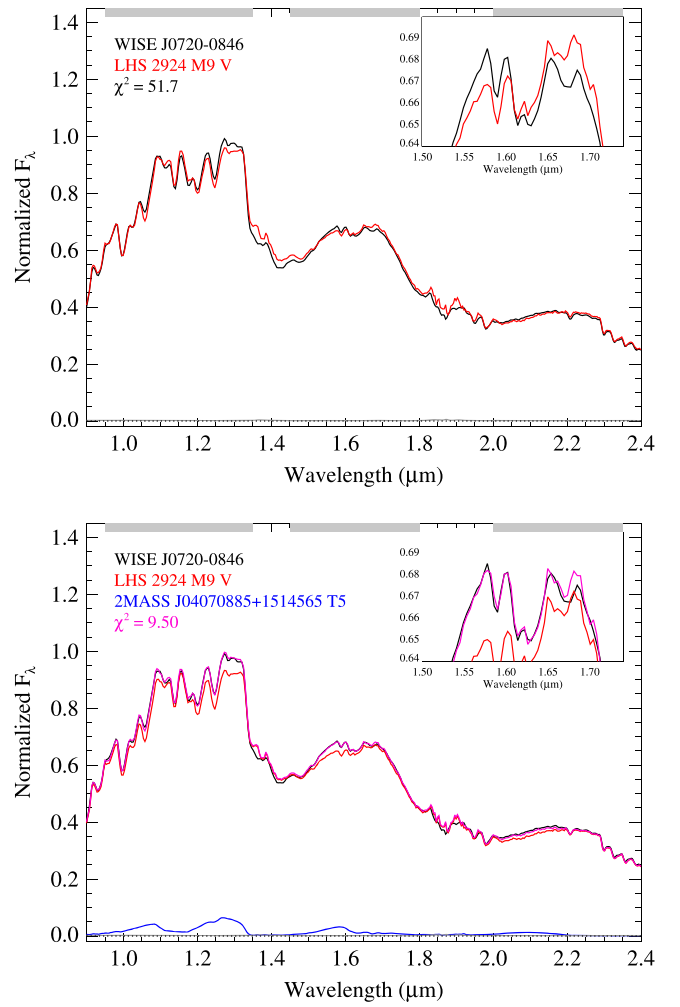 1.4
1.2
1.0
0.8
0.6
0.4
0.2
0.0
Normalized Fλ
WISE J0720-0846
LHS 2924 M9 V
χ² = 51.7
0.69
0.68
0.67
0.66
0.65
0.64
1.50 1.55 1.60 1.65 1.70
Wavelength (μm)
1.0 1.2 1.4 1.6 1.8 2.0 2.2 2.4
Wavelength (μm)
1.4
1.2
1.0
0.8
0.6
0.4
0.2
0.0
Normalized Fλ
WISE J0720-0846
LHS 2924 M9 V
2MASS J04070885+1514565 T5
χ² = 9.50
0.69
0.68
0.67
0.66
0.65
0.64
1.50 1.55 1.60 1.65 1.70
Wavelength (μm)
1.0 1.2 1.4 1.6 1.8 2.0 2.2 2.4
Wavelength (μm)